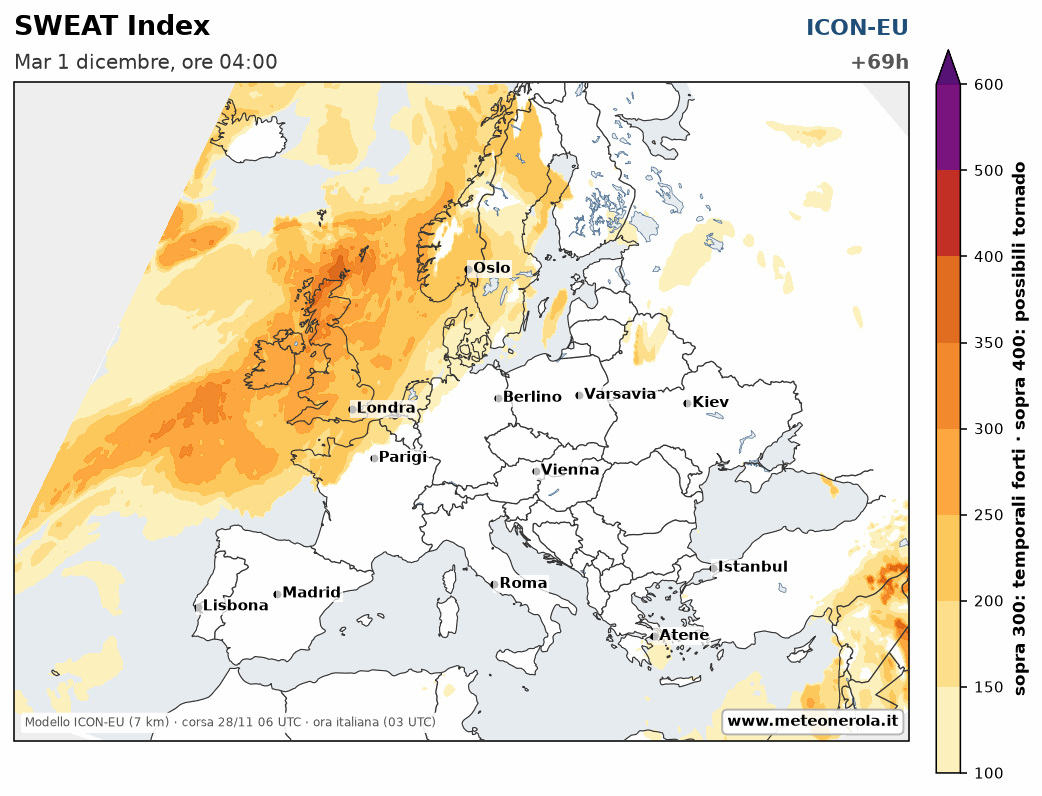 SWEAT Index
ICON-EU
Mar 1 dicembre, ore 04:00
+69h
600
500
400
350
300
250
200
150
100
sopra 300: temporali forti · sopra 400: possibili tornado
Oslo
Londra
Berlino
Varsavia
Kiev
Parigi
Vienna
Istanbul
Roma
Madrid
Lisbona
Atene
Modello ICON-EU (7 km) · corsa 28/11 06 UTC · ora italiana (03 UTC)
www.meteonerola.it